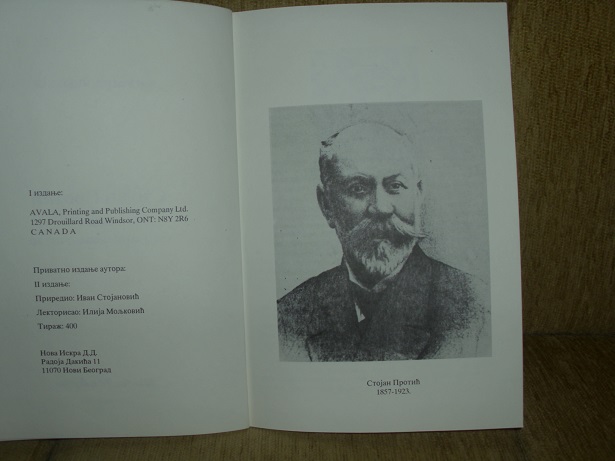 I издање:
AVALA, Printing and Publishing Company Ltd.
1297 Drouillard Road Windsor, ONT: N8Y 2R6
C A N A D A
Приватно издање аутора:
II издање:
Приредио: Иван Стојановић
Лекторисао: Илија Мољковић
Тираж: 400
Нова Искра Д.Д.
Радоја Дакића 11
11070 Нови Београд
Стојан Протић
1857-1923.